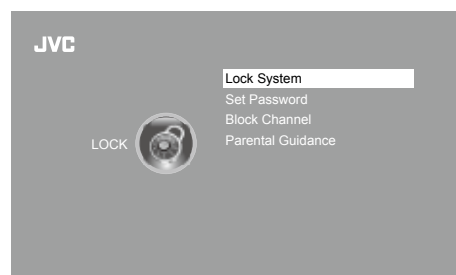 JVC
Lock System
Set Password
Block Channel
LOCK
Parental Guidance